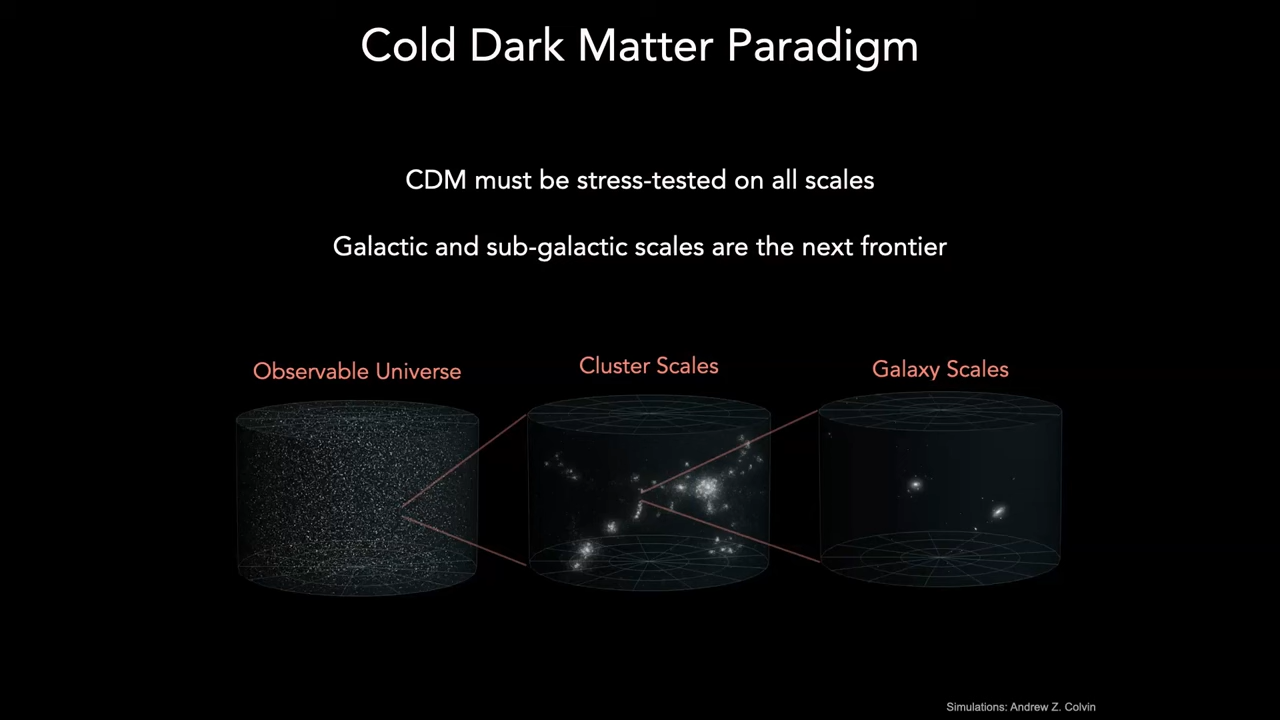 Cold Dark Matter Paradigm
CDM must be stress-tested on all scales
Galactic and sub-galactic scales are the next frontier
Observable Universe
Cluster Scales
Galaxy Scales
Simulations: Andrew Z. Colvin